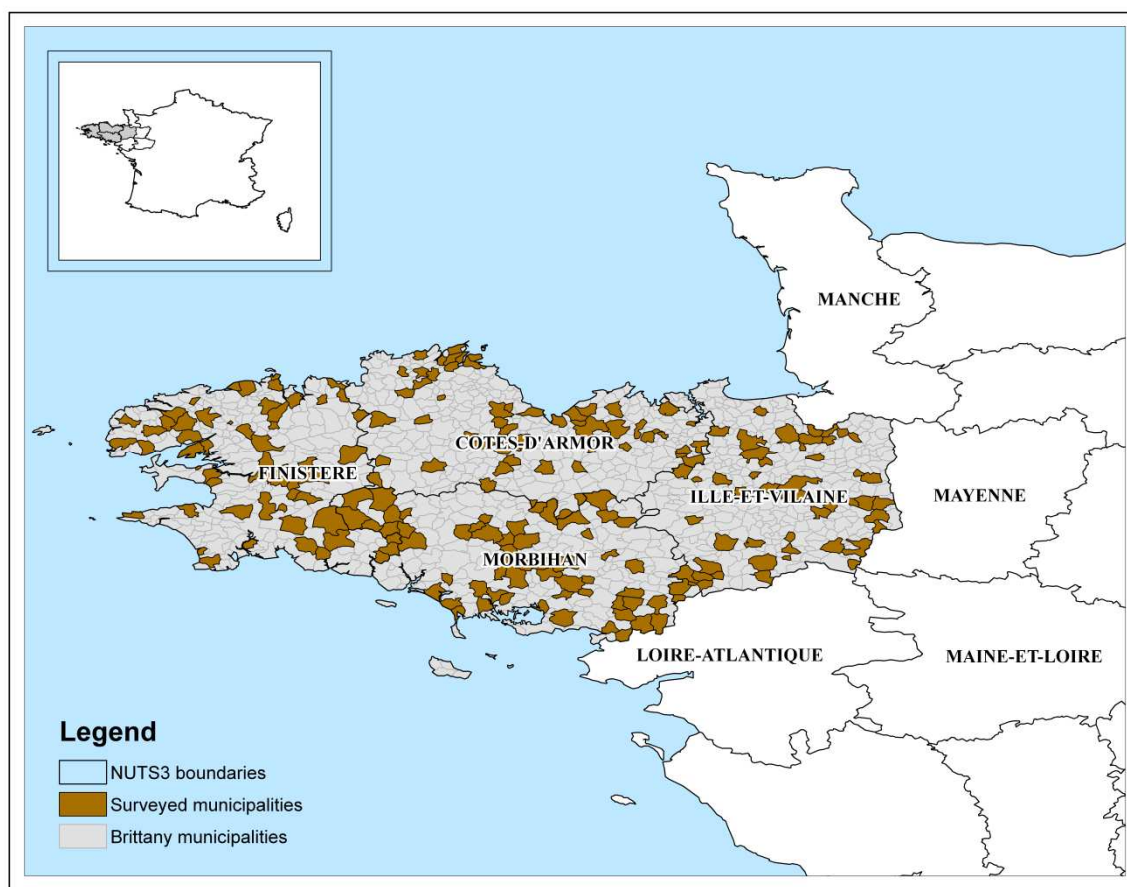 MANCHE
COTES-D'ARMOR
FINISTERE
ILLE-ET-VILAINE
MAYENNE
MORBIHAN
LOIRE-ATLANTIQUE
MAINE-ET-LOIRE
Legend
NUTS3 boundaries
Surveyed municipalities
Brittany municipalities